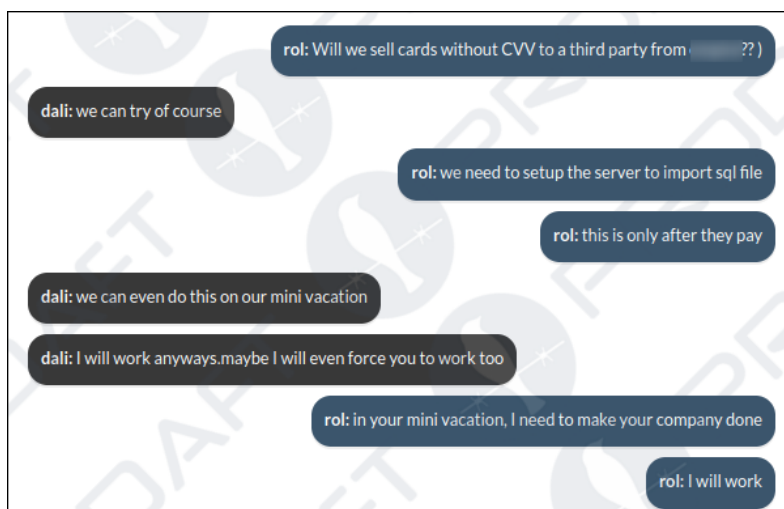 rol: Will we sell cards without CVV to a third party from ?? )
dali: we can try of course
rol: we need to setup the server to import sql file
rol: this is only after they pay
dali: we can even do this on our mini vacation
dali: I will work anyways.maybe I will even force you to work too
rol: in your mini vacation, I need to make your company done
rol: I will work